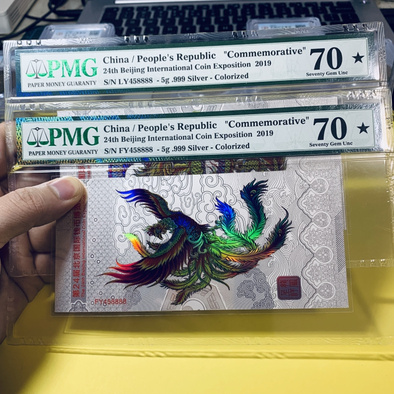 PMG
PAPER MONEY GUARANTY
China / People's Republic "Commemorative"
24th Beijing International Coin Exposition 2019
S/N LY458888 - 5g .999 Silver - Colorized
70 ★
Seventy Gem Unc
PMG
PAPER MONEY GUARANTY
China / People's Republic "Commemorative"
24th Beijing International Coin Exposition 2019
S/N FY458888 - 5g .999 Silver - Colorized
70 ★
Seventy Gem Unc
FY458888